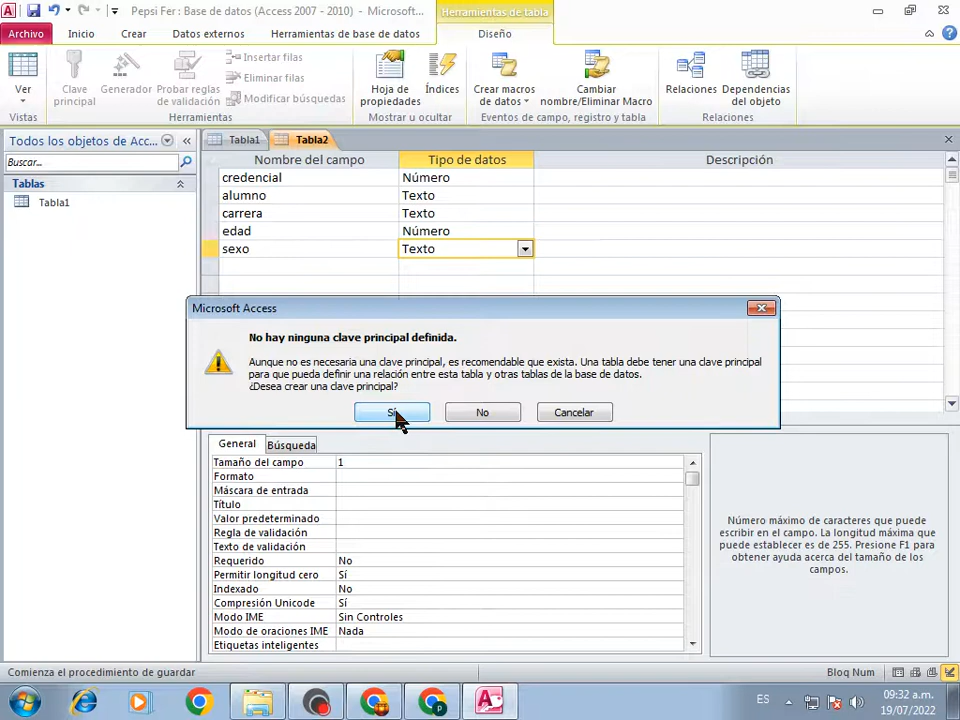 Pepsi Fer : Base de datos (Access 2007 - 2010) - Microsoft...
Herramientas de tabla
Archivo
Inicio
Crear
Datos externos
Herramientas de base de datos
Diseño
Ver
Clave principal
Generador
Probar reglas de validación
Insertar filas
Eliminar filas
Modificar búsquedas
Hoja de propiedades
Índices
Crear macros de datos
Cambiar nombre/Eliminar Macro
Relaciones
Dependencias del objeto
Vistas
Herramientas
Mostrar u ocultar
Eventos de campo, registro y tabla
Relaciones
Todos los objetos de Acc...
Buscar...
Tablas
Tabla1
Tabla1
Tabla2
Nombre del campo
Tipo de datos
Descripción
credencial
Número
alumno
Texto
carrera
Texto
edad
Número
sexo
Texto
Microsoft Access
No hay ninguna clave principal definida.
Aunque no es necesaria una clave principal, es recomendable que exista. Una tabla debe tener una clave principal
para que pueda definir una relación entre esta tabla y otras tablas de la base de datos.
¿Desea crear una clave principal?
Sí
No
Cancelar
General
Búsqueda
Tamaño del campo
1
Formato
Máscara de entrada
Título
Valor predeterminado
Regla de validación
Texto de validación
Requerido
No
Permitir longitud cero
Sí
Indexado
No
Compresión Unicode
Sí
Modo IME
Sin Controles
Modo de oraciones IME
Nada
Etiquetas inteligentes
Número máximo de caracteres que puede
escribir en el campo. La longitud máxima que
puede establecer es de 255. Presione F1 para
obtener ayuda acerca del tamaño de los
campos.
Comienza el procedimiento de guardar
Bloq Num
ES
09:32 a.m.
19/07/2022